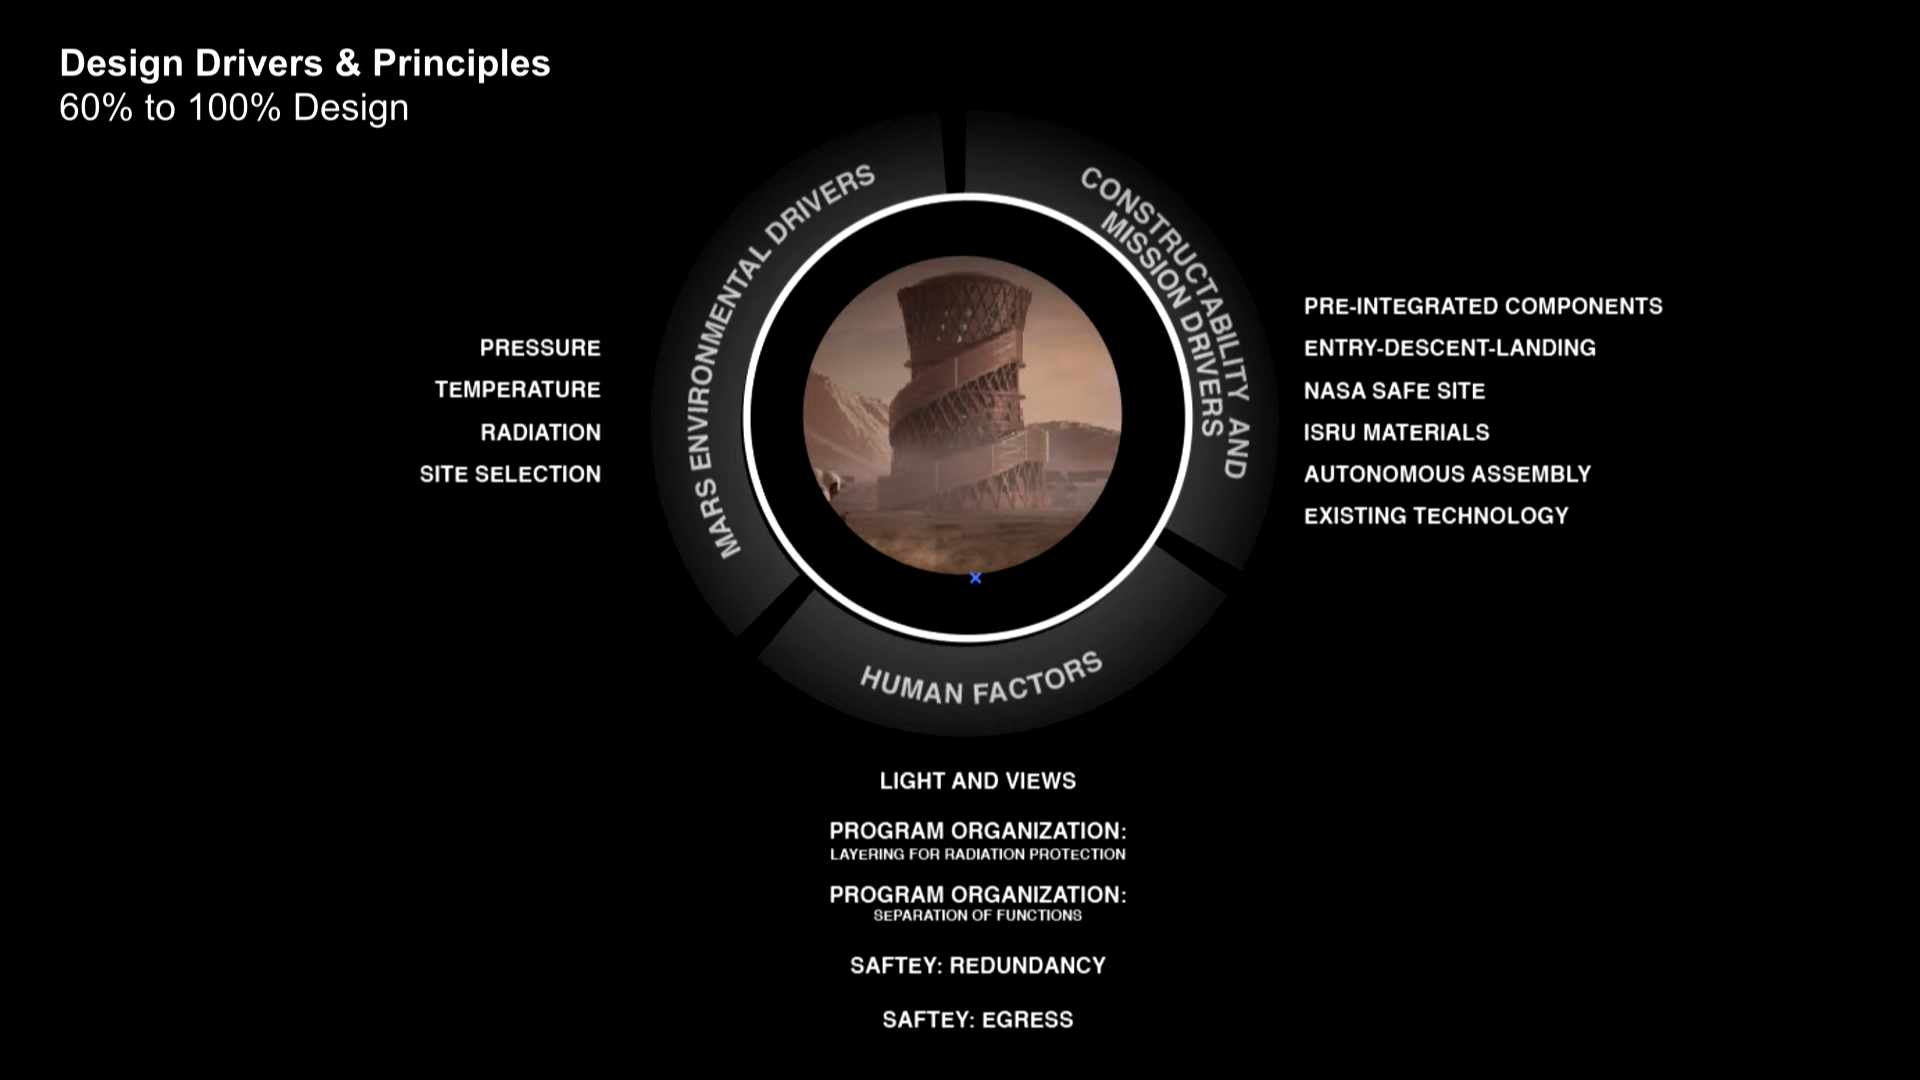 Design Drivers & Principles
60% to 100% Design
MARS ENVIRONMENTAL DRIVERS
PRESSURE
TEMPERATURE
RADIATION
SITE SELECTION
CONSTRUCTABILITY AND
MISSION DRIVERS
PRE-INTEGRATED COMPONENTS
ENTRY-DESCENT-LANDING
NASA SAFE SITE
ISRU MATERIALS
AUTONOMOUS ASSEMBLY
EXISTING TECHNOLOGY
HUMAN FACTORS
LIGHT AND VIEWS
PROGRAM ORGANIZATION:
LAYERING FOR RADIATION PROTECTION
PROGRAM ORGANIZATION:
SEPARATION OF FUNCTIONS
SAFTEY: REDUNDANCY
SAFTEY: EGRESS